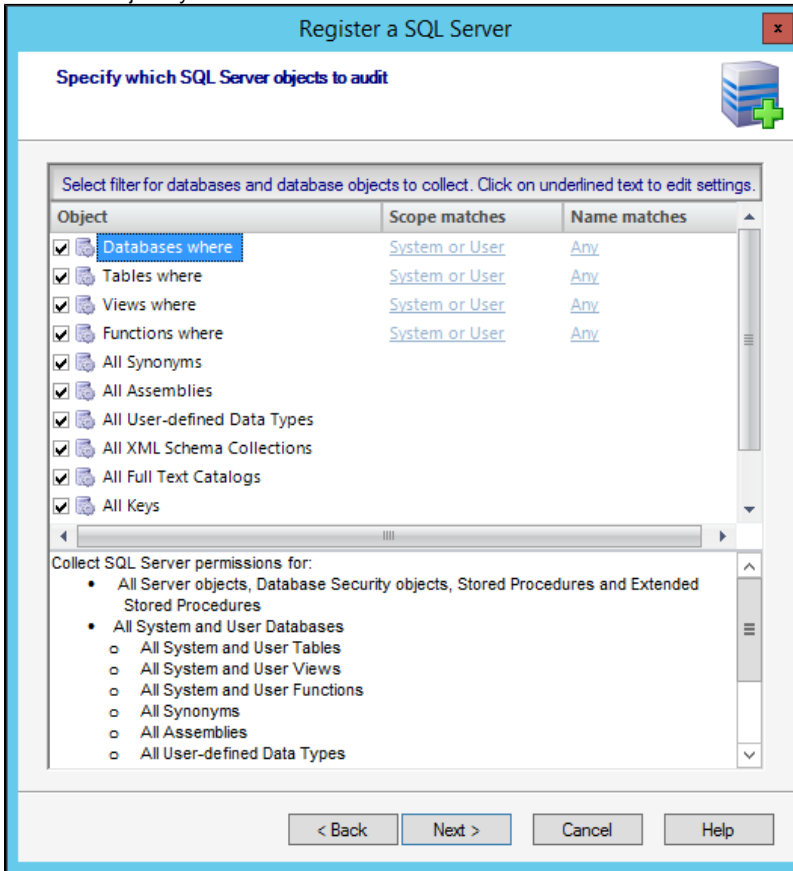 Register a SQL Server
x
Specify which SQL Server objects to audit
Select filter for databases and database objects to collect. Click on underlined text to edit settings.
Object Scope matches Name matches
Databases where System or User Any
Tables where System or User Any
Views where System or User Any
Functions where System or User Any
All Synonyms
All Assemblies
All User-defined Data Types
All XML Schema Collections
All Full Text Catalogs
All Keys
Collect SQL Server permissions for:
• All Server objects, Database Security objects, Stored Procedures and Extended
Stored Procedures
• All System and User Databases
o All System and User Tables
o All System and User Views
o All System and User Functions
o All Synonyms
o All Assemblies
o All User-defined Data Types
< Back Next > Cancel Help